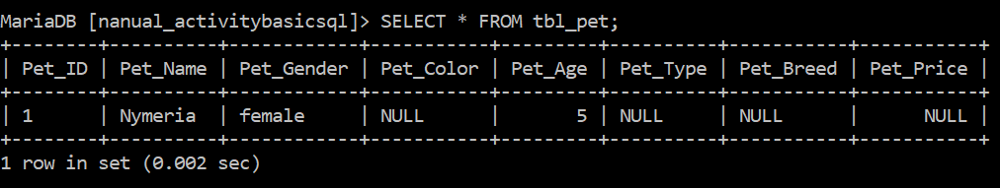 MariaDB [nanual_activitybasicsql]> SELECT * FROM tbl_pet;
+--------+----------+------------+-----------+---------+----------+-----------+-----------+
| Pet_ID | Pet_Name | Pet_Gender | Pet_Color | Pet_Age | Pet_Type | Pet_Breed | Pet_Price |
+--------+----------+------------+-----------+---------+----------+-----------+-----------+
| 1      | Nymeria  | female     | NULL      |       5 | NULL     | NULL      |      NULL |
+--------+----------+------------+-----------+---------+----------+-----------+-----------+
1 row in set (0.002 sec)